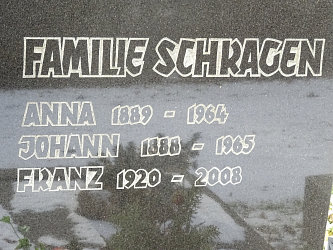 FAMILIE SCHRAGEN
ANNA 1889 - 1964
JOHANN 1888 - 1965
FRANZ 1920 - 2008